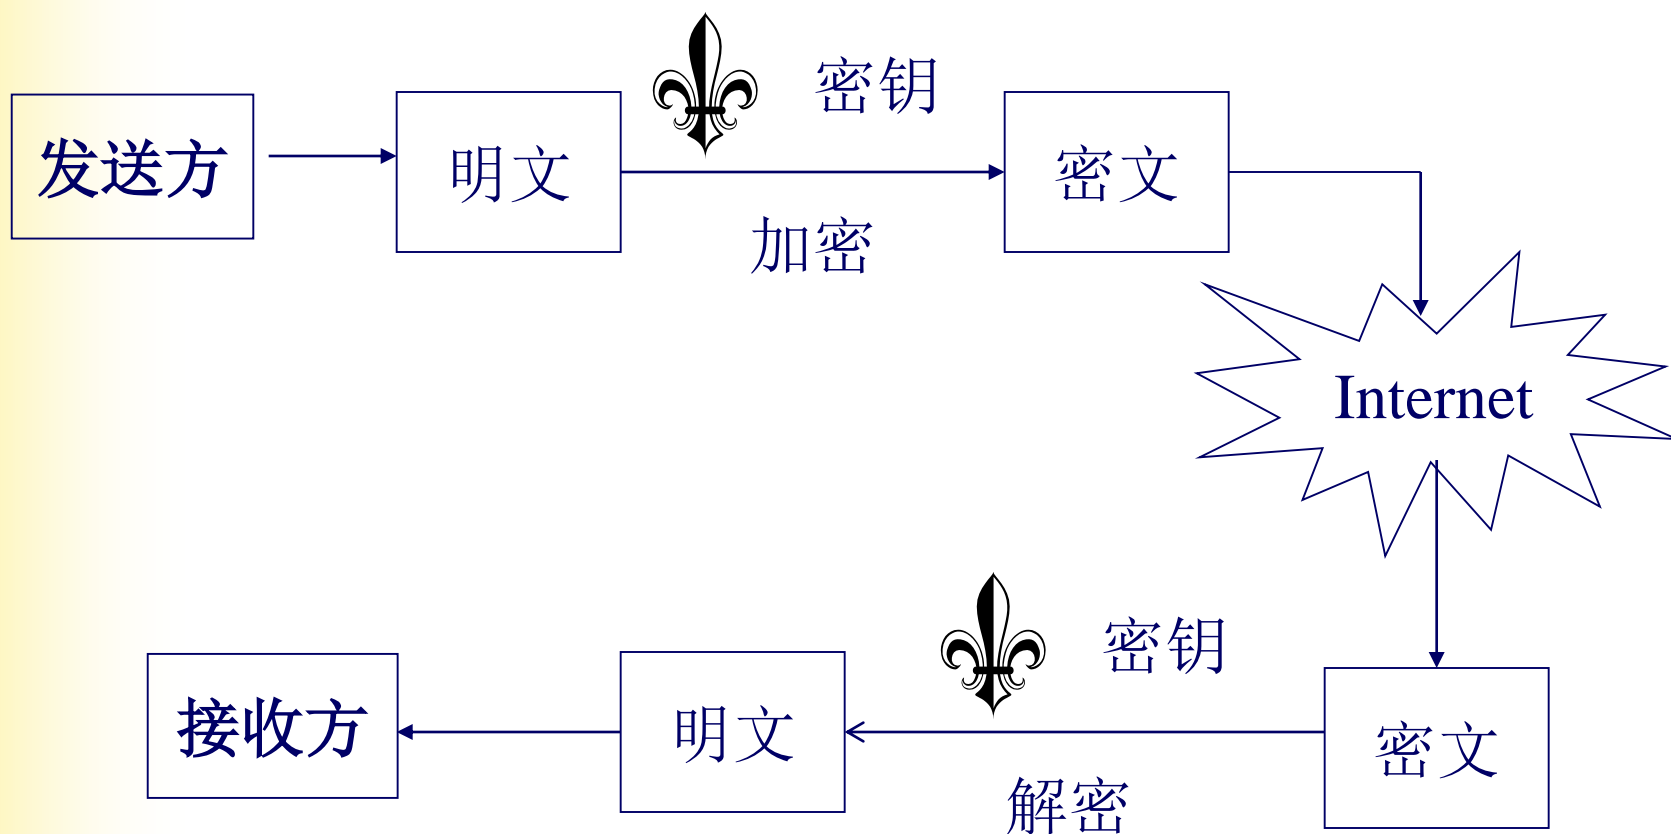 密钥
发送方
明文
密文
加密
Internet
密钥
接收方
明文
密文
解密